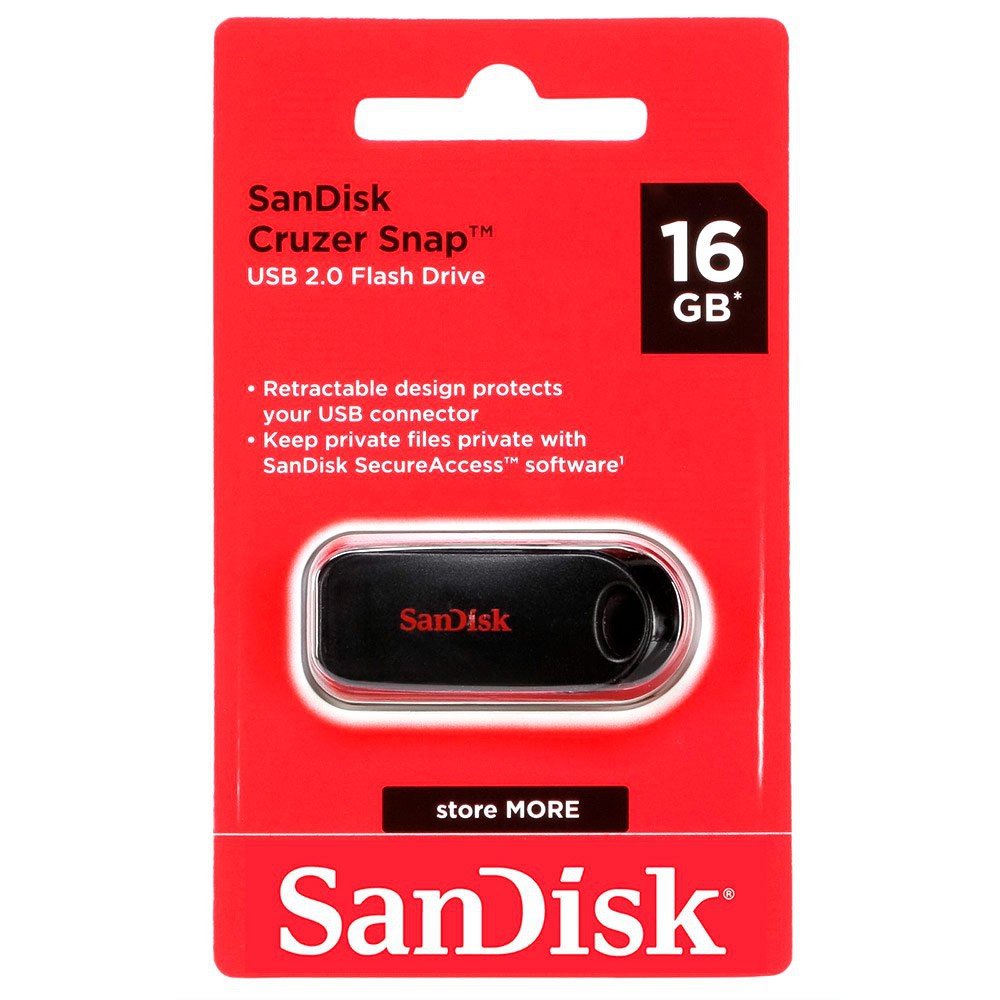 SanDisk
Cruzer Snap™
USB 2.0 Flash Drive
16
GB*
• Retractable design protects
your USB connector
• Keep private files private with
SanDisk SecureAccess™ software¹
SanDisk
store MORE
SanDisk®